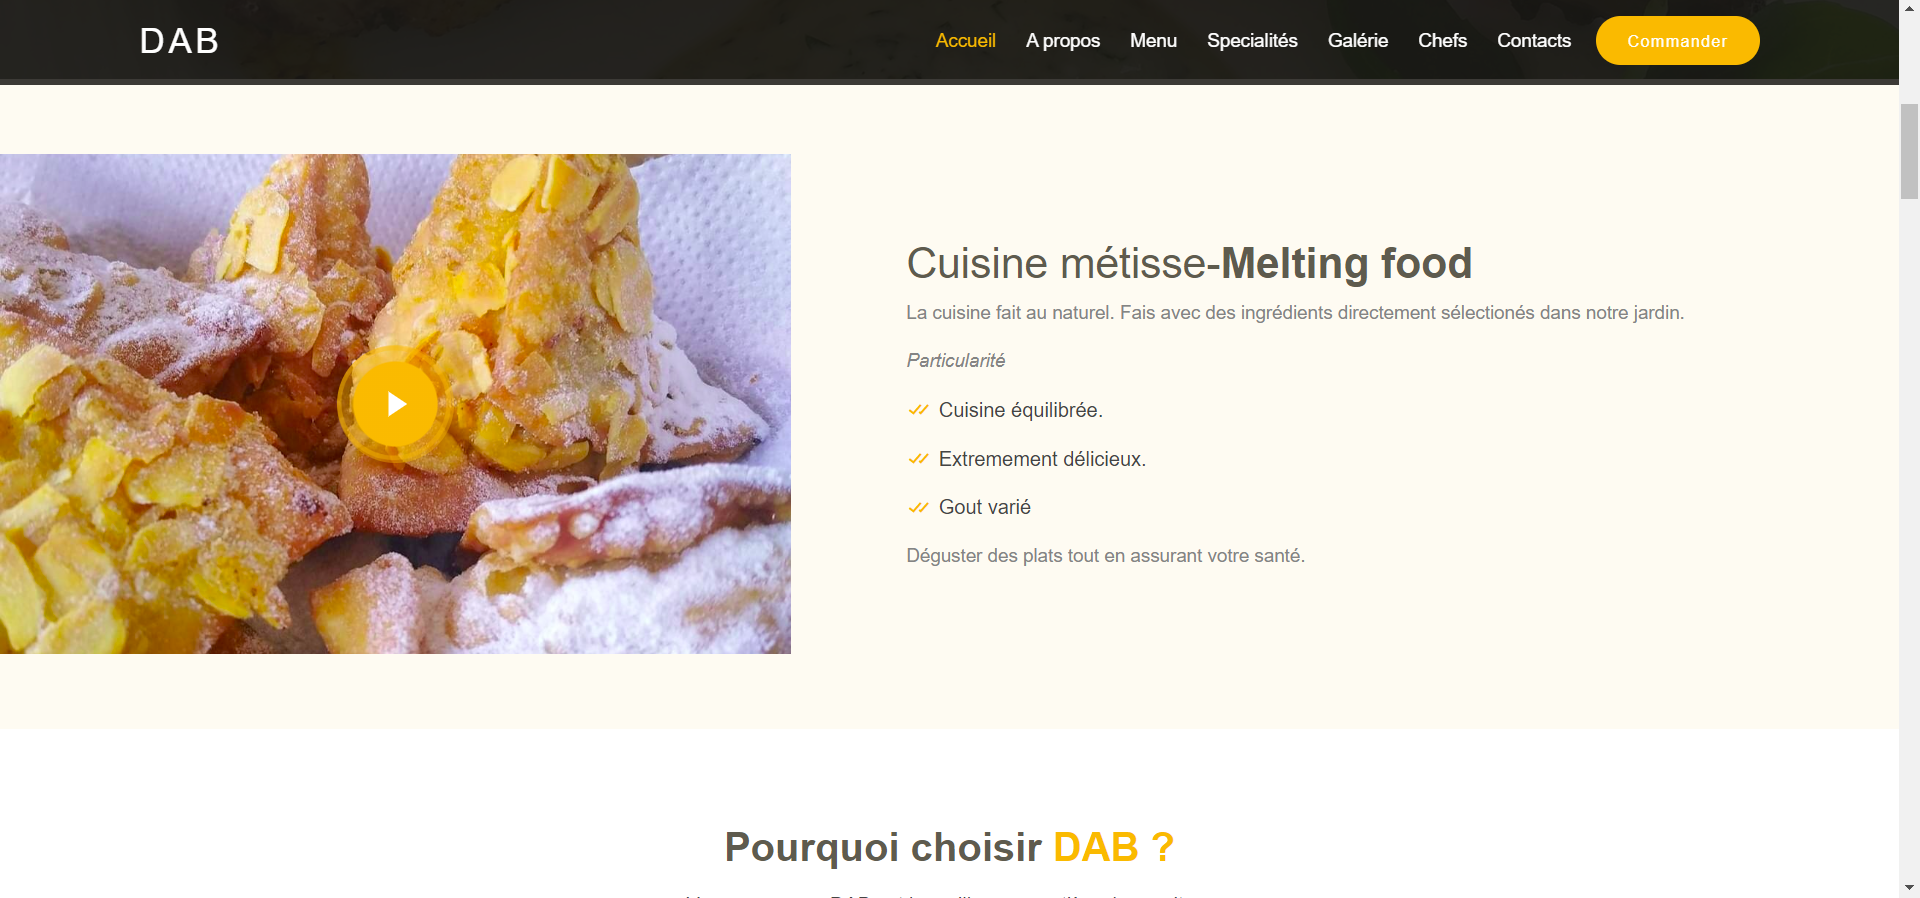 DAB
Accueil A propos Menu Specialités Galérie Chefs Contacts Commander
Cuisine métisse-Melting food
La cuisine fait au naturel. Fais avec des ingrédients directement sélectionés dans notre jardin.
Particularité
Cuisine équilibrée.
Extremement délicieux.
Gout varié
Déguster des plats tout en assurant votre santé.
Pourquoi choisir DAB ?